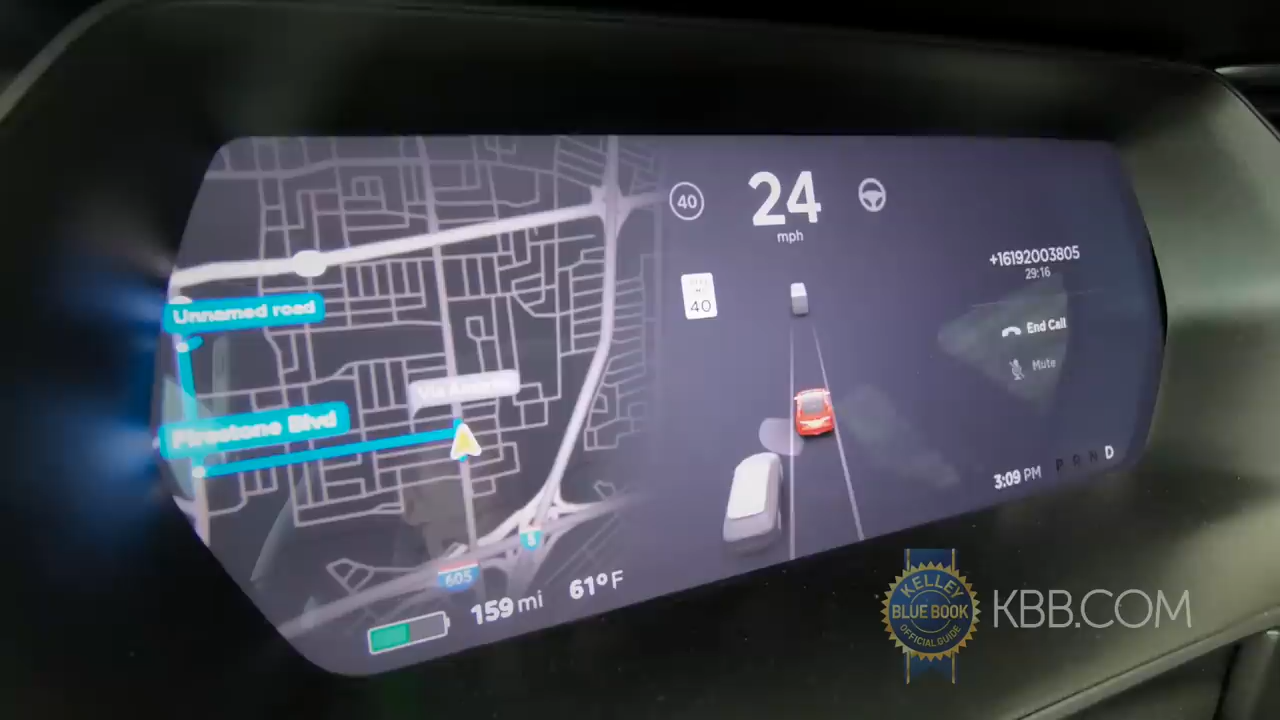 Unnamed road
Firestone Blvd
5
605
159 mi
61°F
40
24
mph
40
+16192003805
29:16
End Call
Mute
3:09 PM
P R N D
KELLEY
BLUE BOOK
OFFICIAL GUIDE
KBB.COM